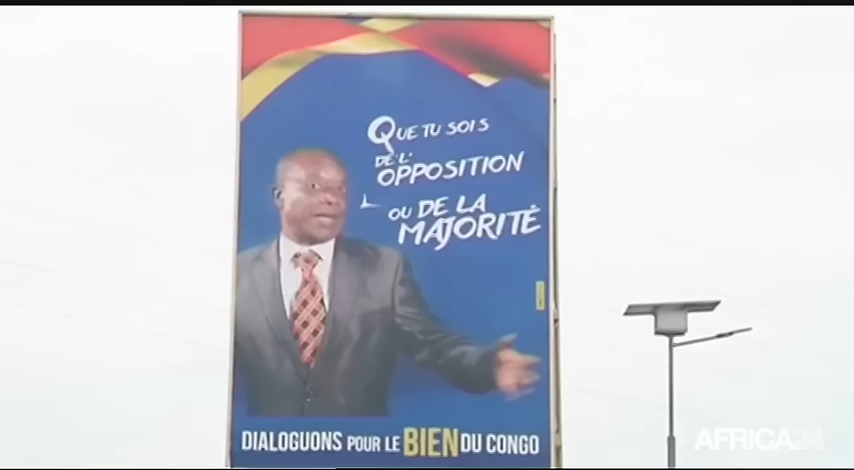 QUE TU SOIS
DE L'
OPPOSITION
OU DE LA
MAJORITÉ
DIALOGUONS POUR LE BIEN DU CONGO
AFRICA24